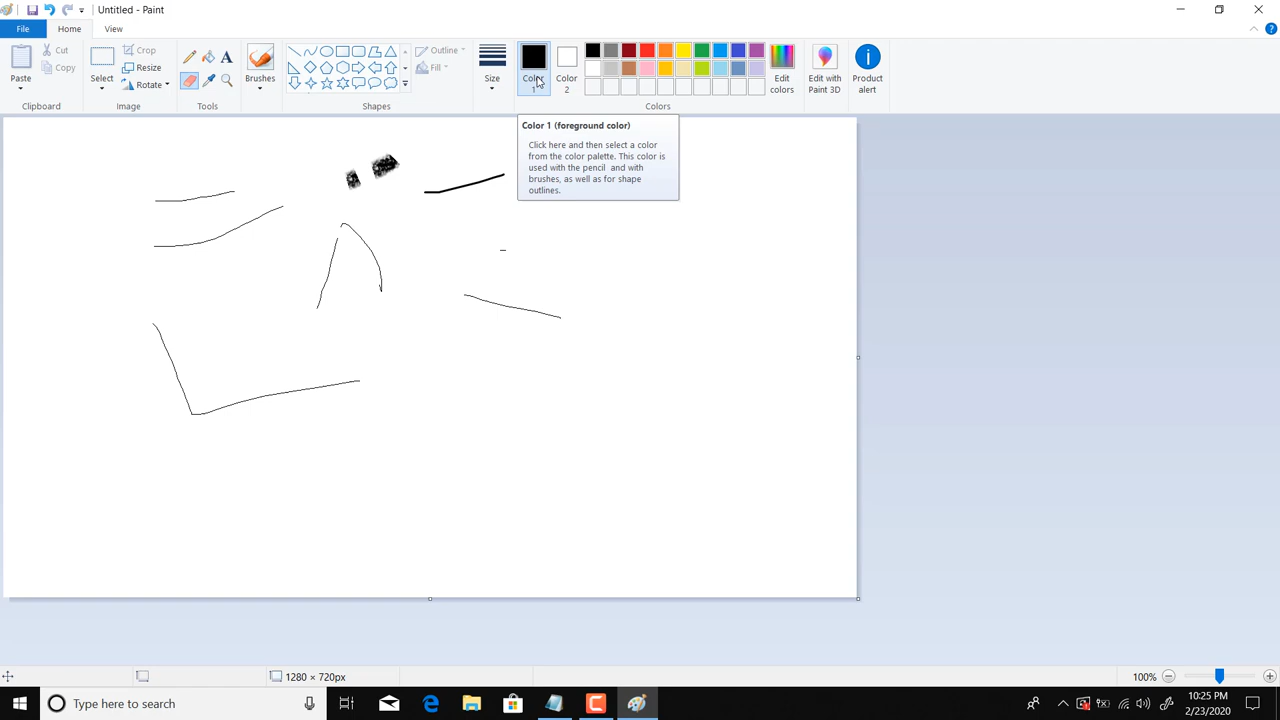 Untitled - Paint
File Home View
Paste
Cut
Copy
Clipboard
Select
Crop
Resize
Rotate
Image
Tools
Brushes
Shapes
Outline
Fill
Size
Color 1
Color 2
Colors
Edit colors
Edit with Paint 3D
Product alert
Color 1 (foreground color)
Click here and then select a color
from the color palette. This color is
used with the pencil and with
brushes, as well as for shape
outlines.
1280 × 720px
100%
Type here to search
10:25 PM
2/23/2020